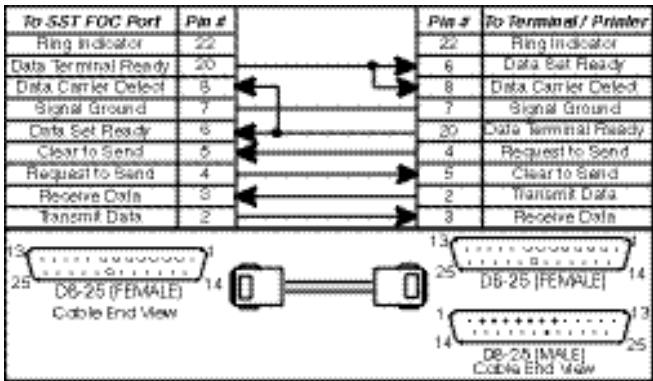 To SST FOC Port Pin # Pin # To Terminal / Printer
Ring Indicator 22 22 Ring Indicator
Data Terminal Ready 20 6 Data Set Ready
Data Carrier Detect 8 8 Data Carrier Detect
Signal Ground 7 7 Signal Ground
Data Set Ready 6 20 Data Terminal Ready
Clear to Send 5 4 Request to Send
Request to Send 4 5 Clear to Send
Receive Data 3 2 Transmit Data
Transmit Data 2 3 Receive Data
13 1
25 14
DB-25 (FEMALE)
Cable End View
13 1
25 14
DB-25 (FEMALE)
1 13
14 25
DB-25 (MALE)
Cable End View